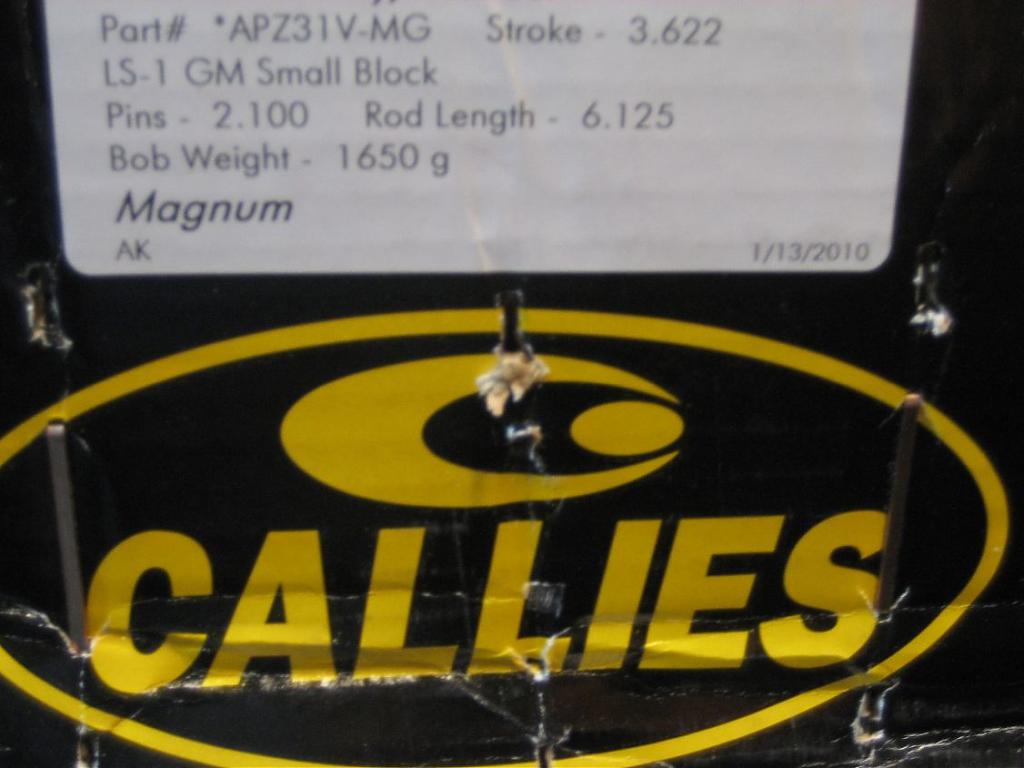 Part# *APZ31V-MG Stroke - 3.622
LS-1 GM Small Block
Pins - 2.100 Rod Length - 6.125
Bob Weight - 1650 g
Magnum
AK 1/13/2010
CALLIES